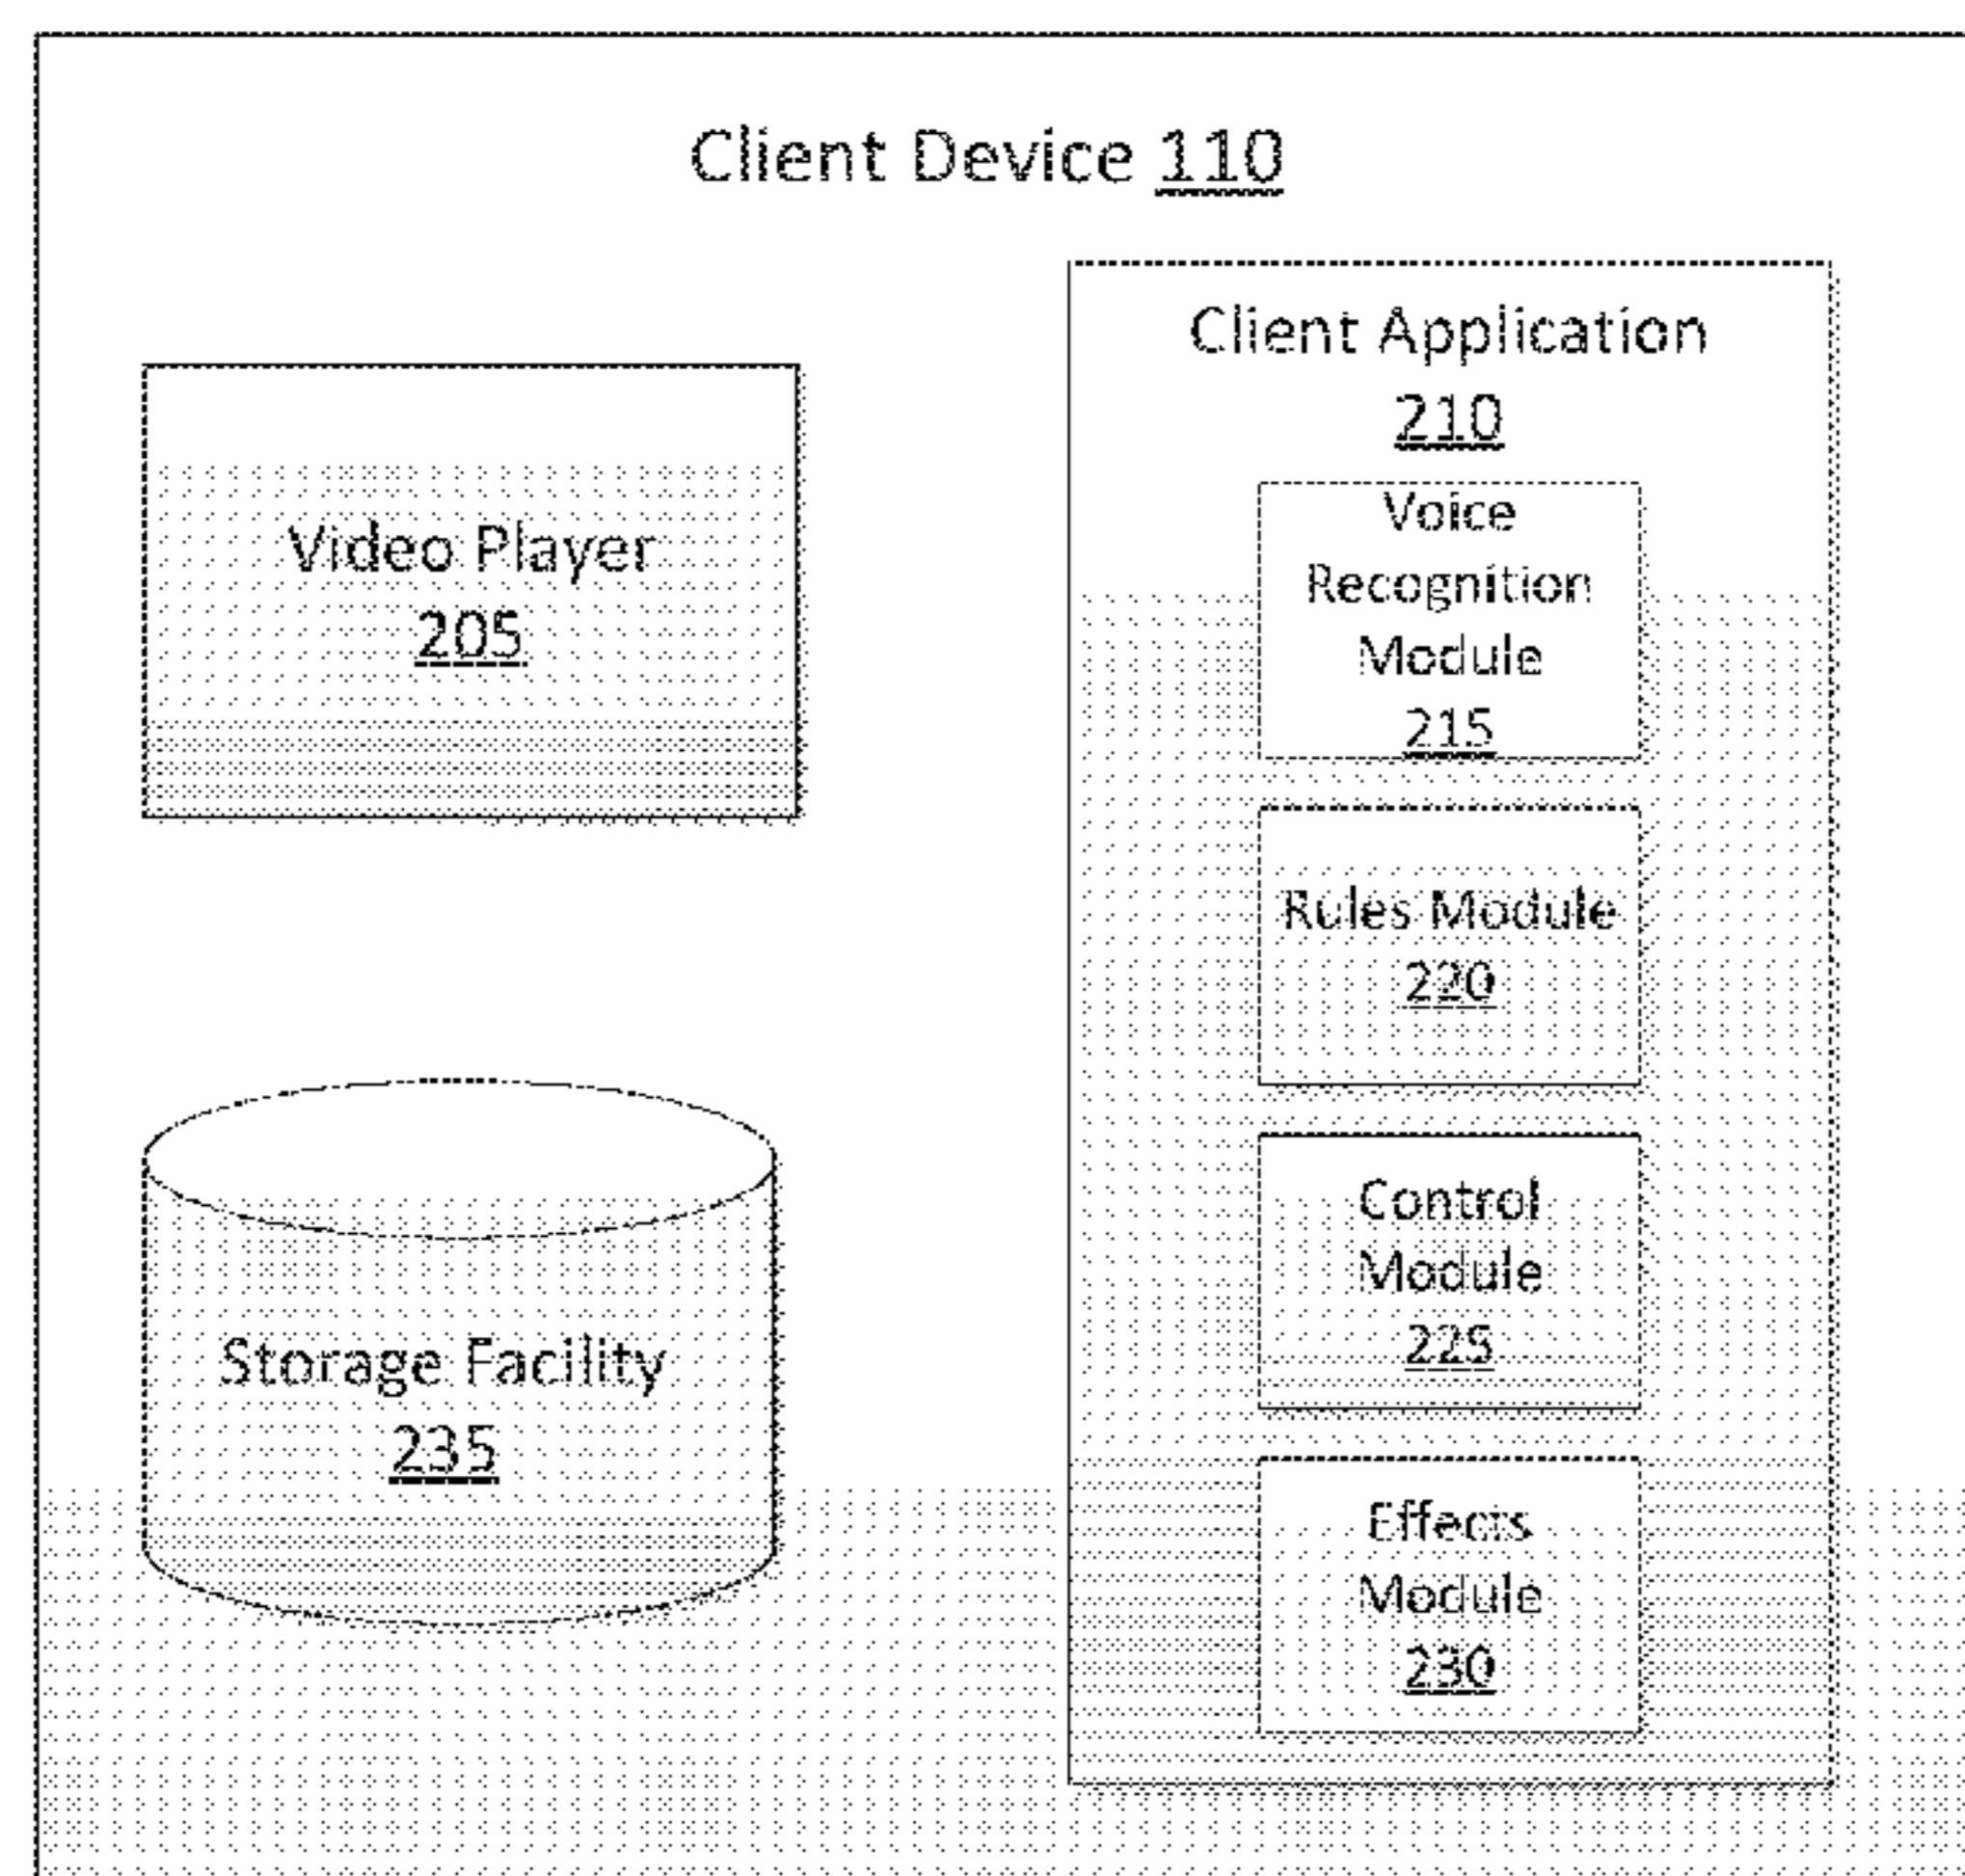 Client Device 110
Client Application
210
Video Player
205
Voice
Recognition
Module
215
Rules Module
220
Control
Module
225
Storage Facility
235
Effects
Module
230